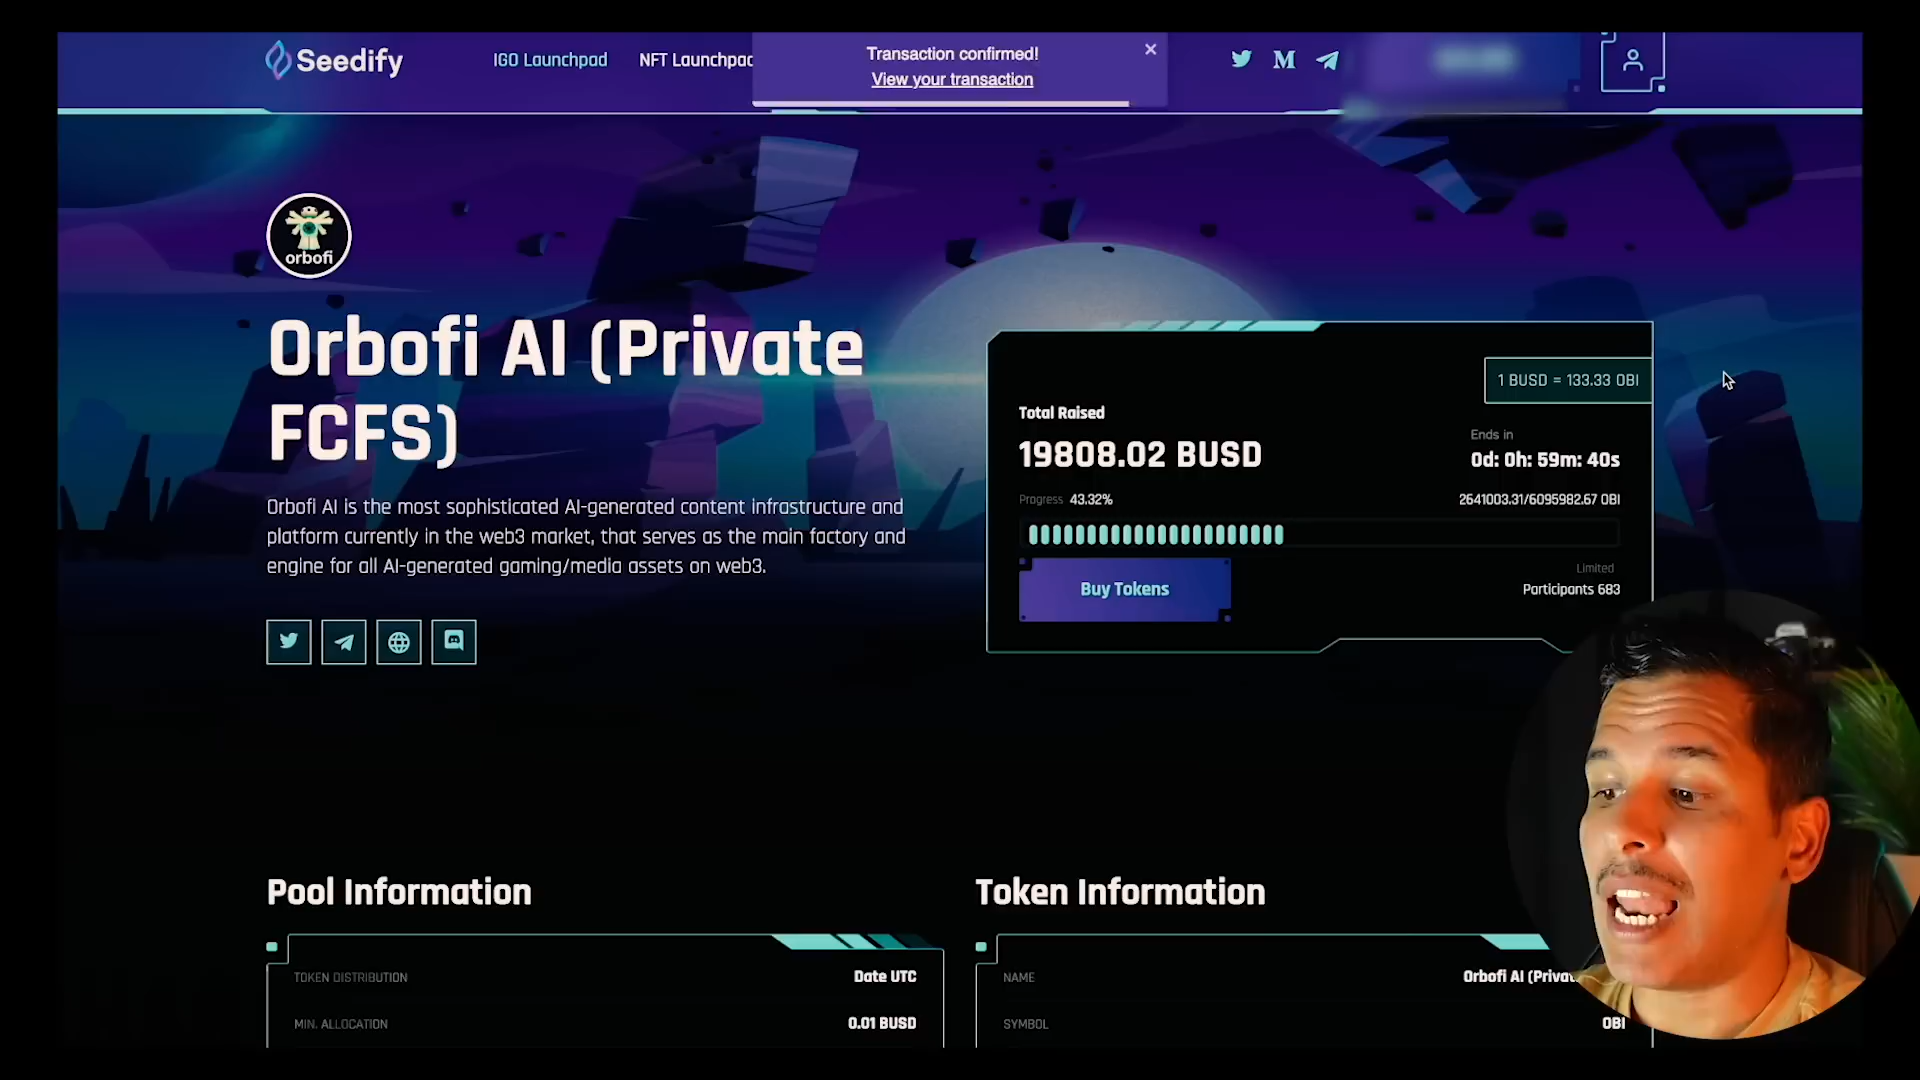 Seedify
IGO Launchpad
NFT Launchpad
Transaction confirmed!
View your transaction
orbofi
Orbofi AI (Private
FCFS)
Orbofi AI is the most sophisticated AI-generated content infrastructure and
platform currently in the web3 market, that serves as the main factory and
engine for all AI-generated gaming/media assets on web3.
1 BUSD = 133.33 OBI
Total Raised
19808.02 BUSD
Ends in
0d: 0h: 59m: 40s
Progress 43.32%
2641003.31/6095982.67 OBI
Buy Tokens
Limited
Participants 683
Pool Information
TOKEN DISTRIBUTION
Date UTC
MIN. ALLOCATION
0.01 BUSD
Token Information
NAME
Orbofi AI (Priva
SYMBOL
OBI